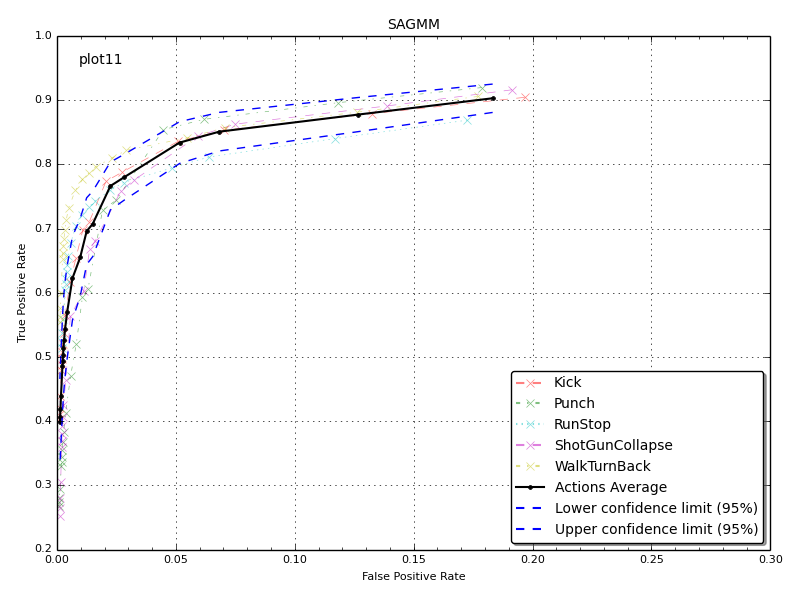 SAGMM
plot11
1.0
0.9
0.8
0.7
0.6
0.5
0.4
0.3
0.2
True Positive Rate
Kick
Punch
RunStop
ShotGunCollapse
WalkTurnBack
Actions Average
Lower confidence limit (95%)
Upper confidence limit (95%)
0.00 0.05 0.10 0.15 0.20 0.25 0.30
False Positive Rate